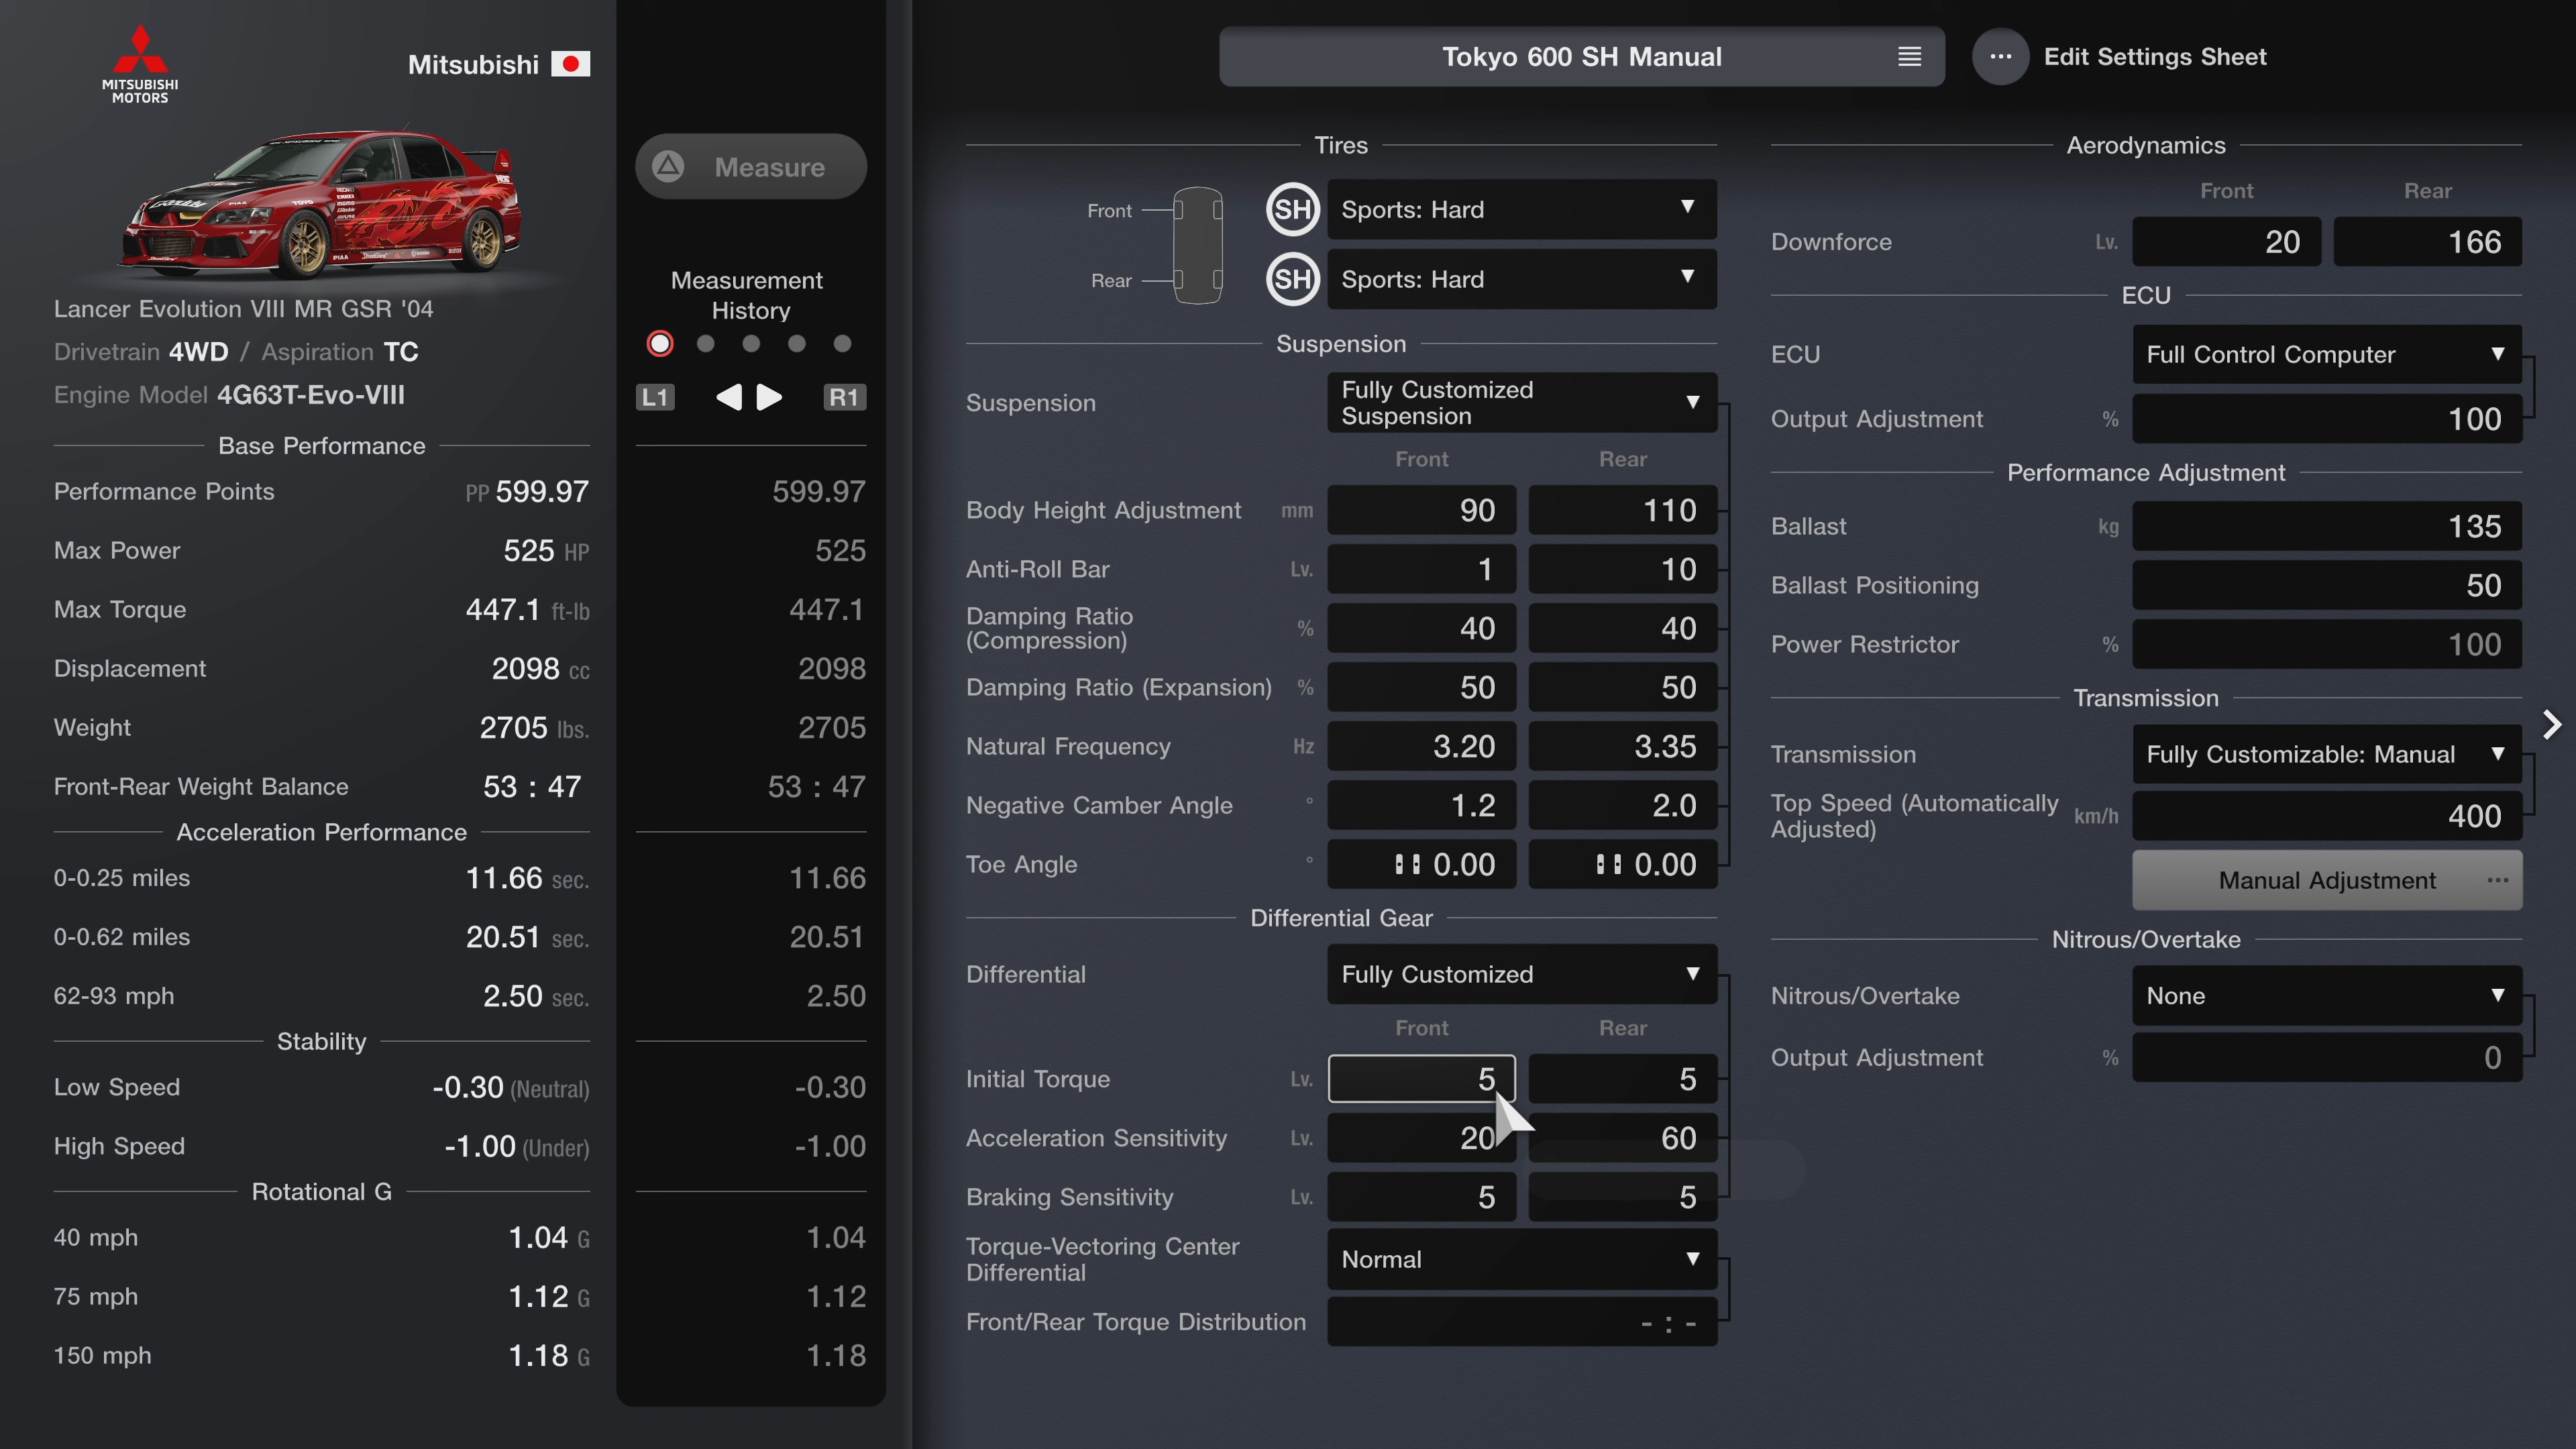 MITSUBISHI
MOTORS
Mitsubishi
Lancer Evolution VIII MR GSR '04
Drivetrain 4WD / Aspiration TC
Engine Model 4G63T-Evo-VIII
Base Performance
Performance Points PP 599.97
Max Power 525 HP
Max Torque 447.1 ft-lb
Displacement 2098 cc
Weight 2705 lbs.
Front-Rear Weight Balance 53 : 47
Acceleration Performance
0-0.25 miles 11.66 sec.
0-0.62 miles 20.51 sec.
62-93 mph 2.50 sec.
Stability
Low Speed -0.30 (Neutral)
High Speed -1.00 (Under)
Rotational G
40 mph 1.04 G
75 mph 1.12 G
150 mph 1.18 G
Measure
Measurement
History
L1 R1
599.97
525
447.1
2098
2705
53 : 47
11.66
20.51
2.50
-0.30
-1.00
1.04
1.12
1.18
Tokyo 600 SH Manual
Edit Settings Sheet
Tires
Front SH Sports: Hard
Rear SH Sports: Hard
Suspension
Suspension Fully Customized
Suspension
Front Rear
Body Height Adjustment mm 90 110
Anti-Roll Bar Lv. 1 10
Damping Ratio
(Compression) % 40 40
Damping Ratio (Expansion) % 50 50
Natural Frequency Hz 3.20 3.35
Negative Camber Angle ° 1.2 2.0
Toe Angle ° 0.00 0.00
Differential Gear
Differential Fully Customized
Front Rear
Initial Torque Lv. 5 5
Acceleration Sensitivity Lv. 20 60
Braking Sensitivity Lv. 5 5
Torque-Vectoring Center
Differential Normal
Front/Rear Torque Distribution - : -
Aerodynamics
Front Rear
Downforce Lv. 20 166
ECU
ECU Full Control Computer
Output Adjustment % 100
Performance Adjustment
Ballast kg 135
Ballast Positioning 50
Power Restrictor % 100
Transmission
Transmission Fully Customizable: Manual
Top Speed (Automatically
Adjusted) km/h 400
Manual Adjustment
Nitrous/Overtake
Nitrous/Overtake None
Output Adjustment % 0